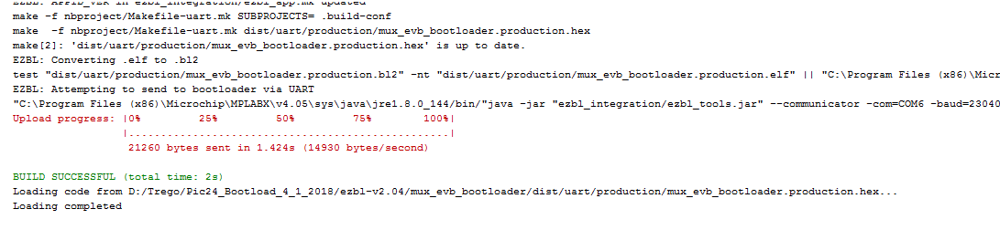 EZBL: APPID_VER in ezbl_integration/ezbl_app.mk updated
make -f nbproject/Makefile-uart.mk SUBPROJECTS= .build-conf
make  -f nbproject/Makefile-uart.mk dist/uart/production/mux_evb_bootloader.production.hex
make[2]: 'dist/uart/production/mux_evb_bootloader.production.hex' is up to date.
EZBL: Converting .elf to .bl2
test "dist/uart/production/mux_evb_bootloader.production.bl2" -nt "dist/uart/production/mux_evb_bootloader.production.elf" || "C:\Program Files (x86)\Micr
EZBL: Attempting to send to bootloader via UART
"C:\Program Files (x86)\Microchip\MPLABX\v4.05\sys\java\jre1.8.0_144/bin/"java -jar "ezbl_integration/ezbl_tools.jar" --communicator -com=COM6 -baud=23040
Upload progress: |0%         25%         50%         75%        100%|
|..................................................|
21260 bytes sent in 1.424s (14930 bytes/second)
BUILD SUCCESSFUL (total time: 2s)
Loading code from D:/Trego/Pic24_Bootload_4_1_2018/ezbl-v2.04/mux_evb_bootloader/dist/uart/production/mux_evb_bootloader.production.hex...
Loading completed